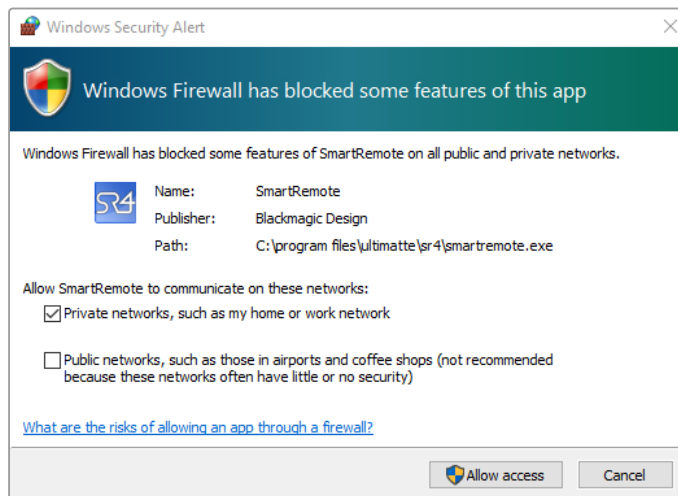 Windows Security Alert
Windows Firewall has blocked some features of this app
Windows Firewall has blocked some features of SmartRemote on all public and private networks.
SR4
Name: SmartRemote
Publisher: Blackmagic Design
Path: C:\program files\ultimatte\sr4\smartremote.exe
Allow SmartRemote to communicate on these networks:
Private networks, such as my home or work network
Public networks, such as those in airports and coffee shops (not recommended
because these networks often have little or no security)
What are the risks of allowing an app through a firewall?
Allow access Cancel